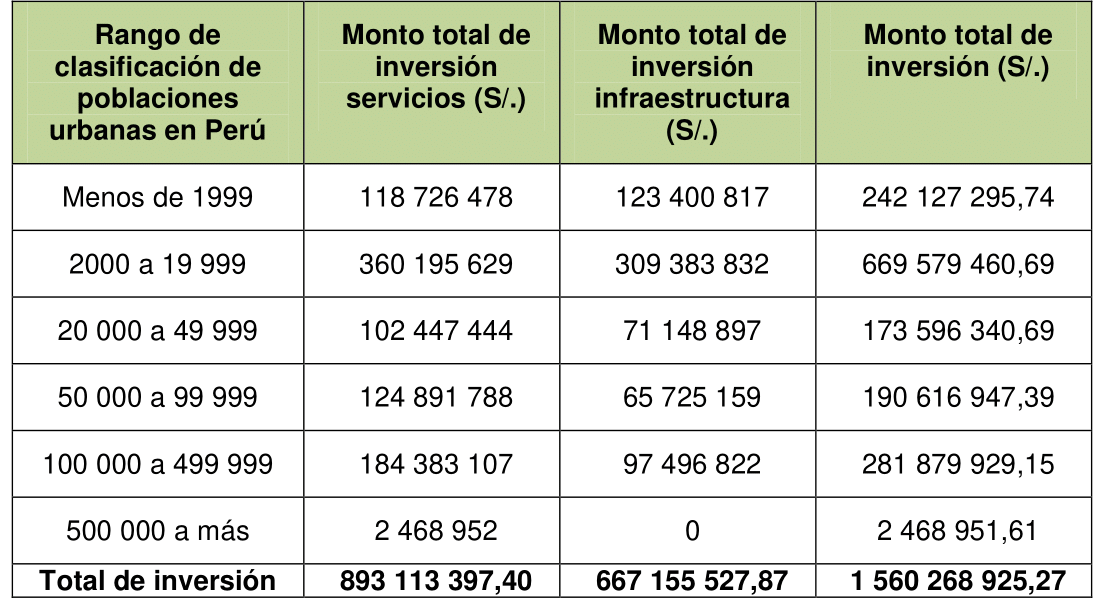 Rango de
clasificación de
poblaciones
urbanas en Perú
Monto total de
inversión
servicios (S/.)
Monto total de
inversión
infraestructura
(S/.)
Monto total de
inversión (S/.)
Menos de 1999 118 726 478 123 400 817 242 127 295,74
2000 a 19 999 360 195 629 309 383 832 669 579 460,69
20 000 a 49 999 102 447 444 71 148 897 173 596 340,69
50 000 a 99 999 124 891 788 65 725 159 190 616 947,39
100 000 a 499 999 184 383 107 97 496 822 281 879 929,15
500 000 a más 2 468 952 0 2 468 951,61
Total de inversión 893 113 397,40 667 155 527,87 1 560 268 925,27